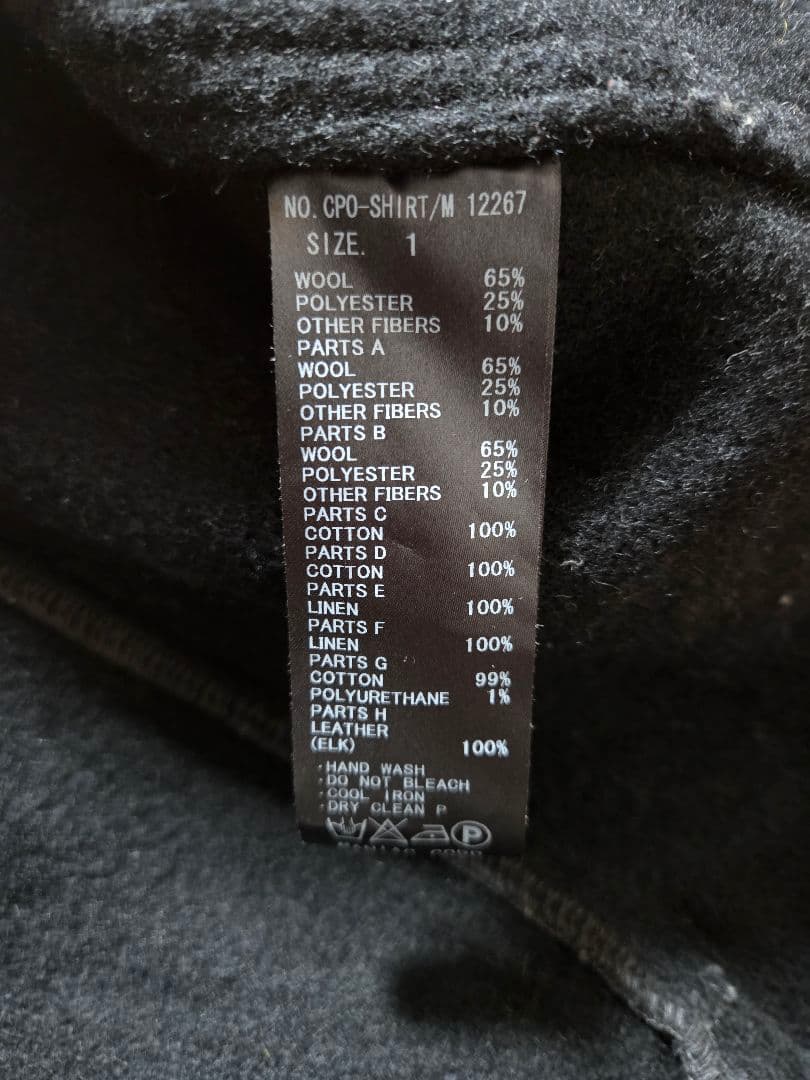 NO. CPO-SHIRT/M 12267
SIZE. 1
WOOL 65%
POLYESTER 25%
OTHER FIBERS 10%
PARTS A
WOOL 65%
POLYESTER 25%
OTHER FIBERS 10%
PARTS B
WOOL 65%
POLYESTER 25%
OTHER FIBERS 10%
PARTS C
COTTON 100%
PARTS D
COTTON 100%
PARTS E
LINEN 100%
PARTS F
LINEN 100%
PARTS G
COTTON 99%
POLYURETHANE 1%
PARTS H
LEATHER
(ELK) 100%
·HAND WASH
·DO NOT BLEACH
·COOL IRON
·DRY CLEAN P
P